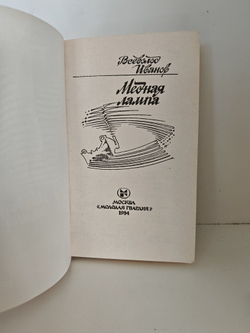 Всеволод
Иванов
Медная
лампа
МОСКВА
«МОЛОДАЯ ГВАРДИЯ»
1984